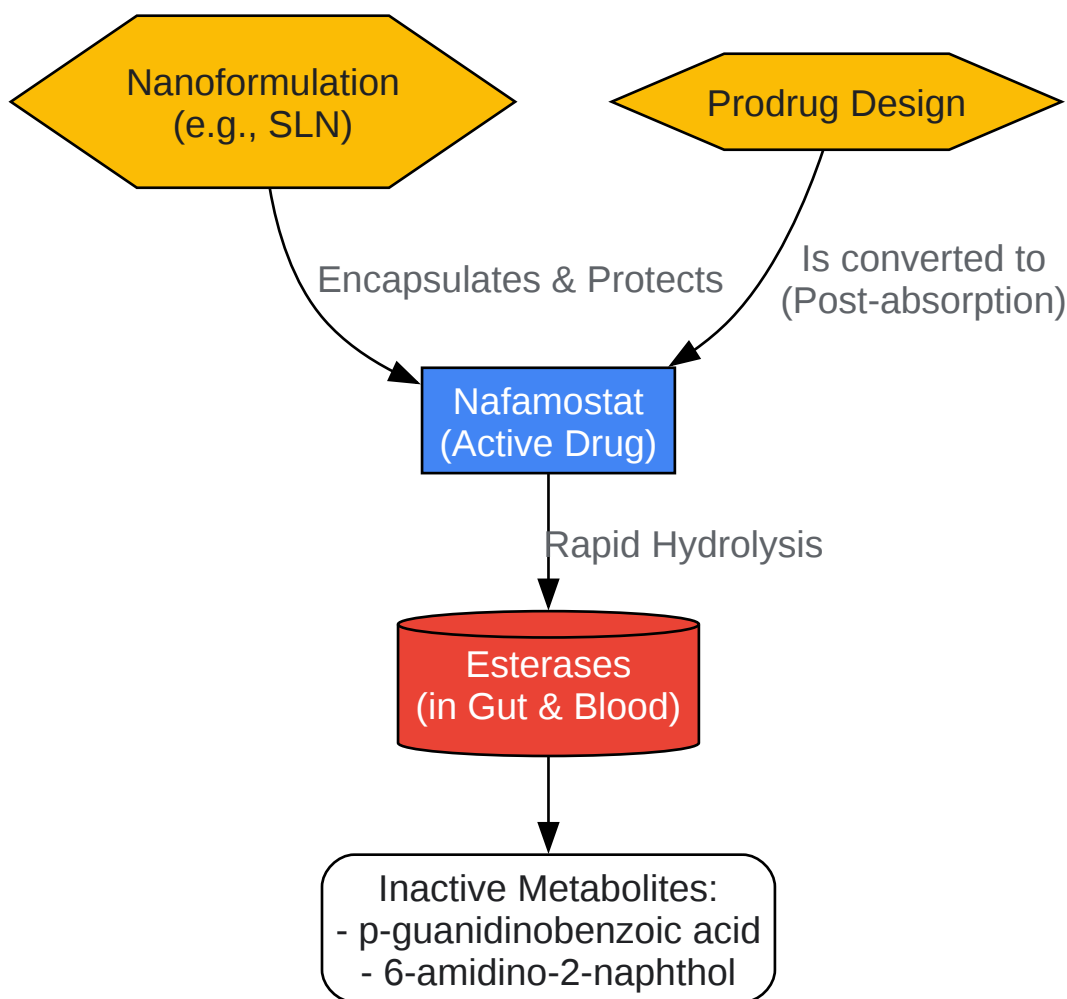 Nanoformulation
(e.g., SLN)
Prodrug Design
Encapsulates & Protects
Is converted to
(Post-absorption)
Nafamostat
(Active Drug)
Rapid Hydrolysis
Esterases
(in Gut & Blood)
Inactive Metabolites:
- p-guanidinobenzoic acid
- 6-amidino-2-naphthol